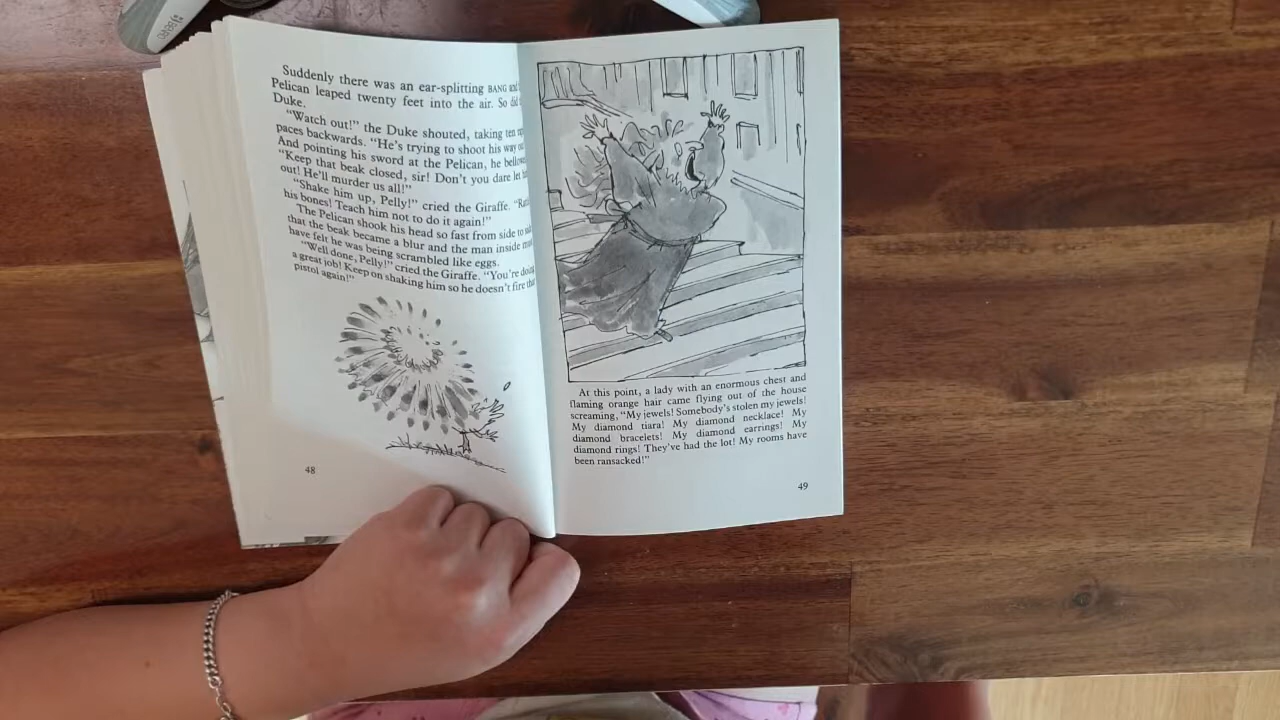 Suddenly there was an ear-splitting BANG and
Pelican leaped twenty feet into the air. So did
Duke.
"Watch out!" the Duke shouted, taking ten
paces backwards. "He's trying to shoot his way
And pointing his sword at the Pelican, he
"Keep that beak closed, sir! Don't you dare let
out! He'll murder us all!"
"Shake him up, Pelly!" cried the Giraffe.
his bones! Teach him not to do it again!"
The Pelican shook his head so fast from side to
that the beak became a blur and the man inside
have felt he was being scrambled like eggs.
"Well done, Pelly!" cried the Giraffe. "You're doing
a great job! Keep on shaking him so he doesn't fire that
pistol again!"
48
At this point, a lady with an enormous chest and
flaming orange hair came flying out of the house
screaming, "My jewels! Somebody's stolen my jewels!
My diamond tiara! My diamond necklace! My
diamond bracelets! My diamond earrings! My
diamond rings! They've had the lot! My rooms have
been ransacked!"
49